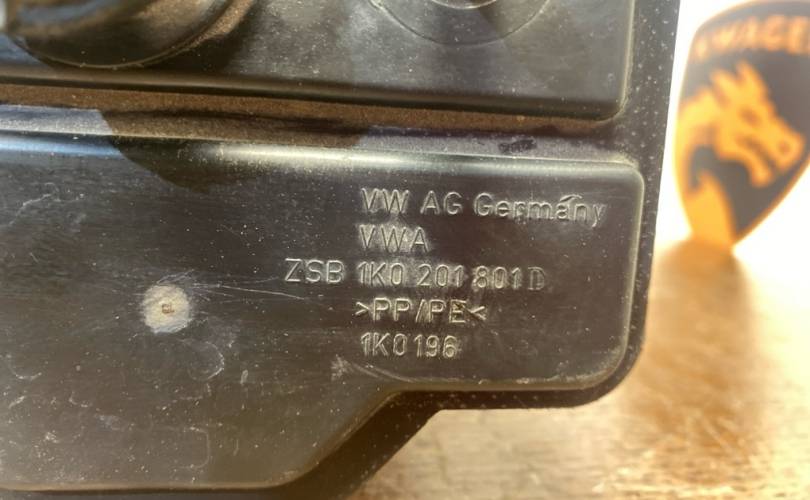 VW AG Germany
VWA
ZSB 1K0 201 801 D
>PP/PE<
1K0196